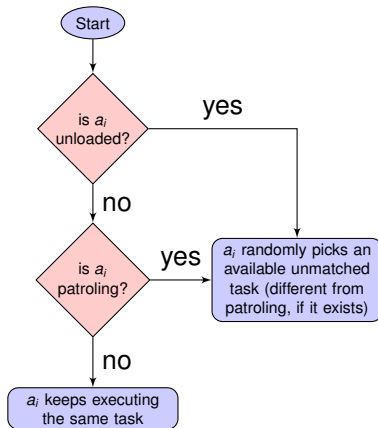 Start
is aᵢ
unloaded?
yes
no
is aᵢ
patroling?
yes
aᵢ randomly picks an
available unmatched
task (different from
patroling, if it exists)
no
aᵢ keeps executing
the same task